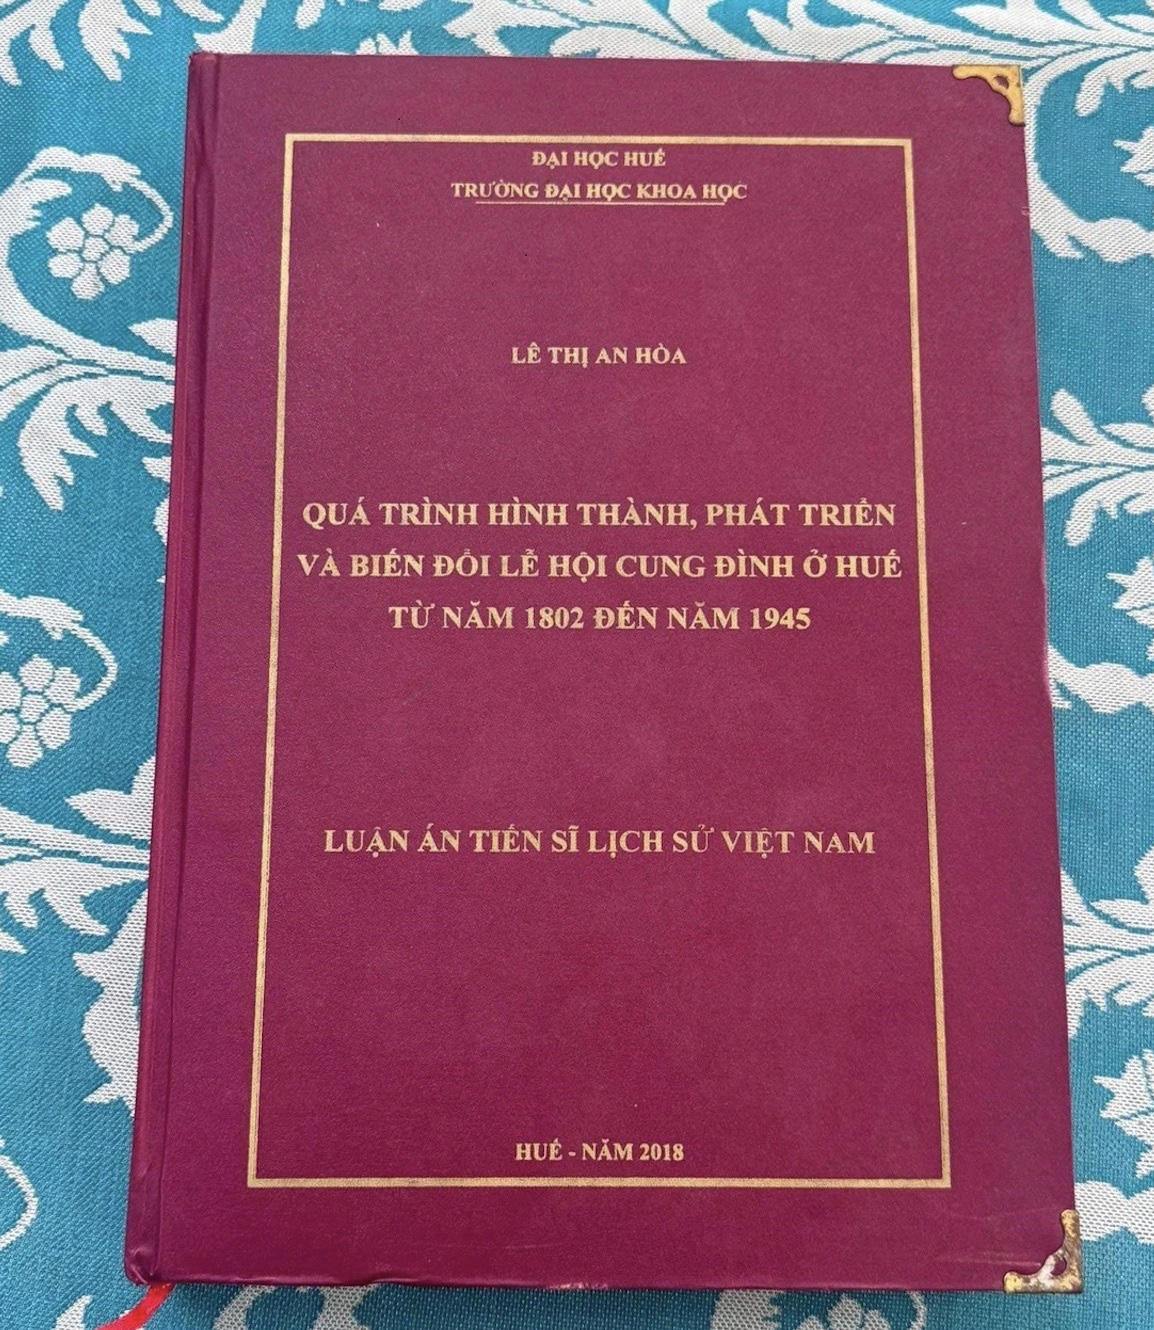 ĐẠI HỌC HUẾ
TRƯỜNG ĐẠI HỌC KHOA HỌC
LÊ THỊ AN HÒA
QUÁ TRÌNH HÌNH THÀNH, PHÁT TRIỂN
VÀ BIẾN ĐỔI LỄ HỘI CUNG ĐÌNH Ở HUẾ
TỪ NĂM 1802 ĐẾN NĂM 1945
LUẬN ÁN TIẾN SĨ LỊCH SỬ VIỆT NAM
HUẾ - NĂM 2018